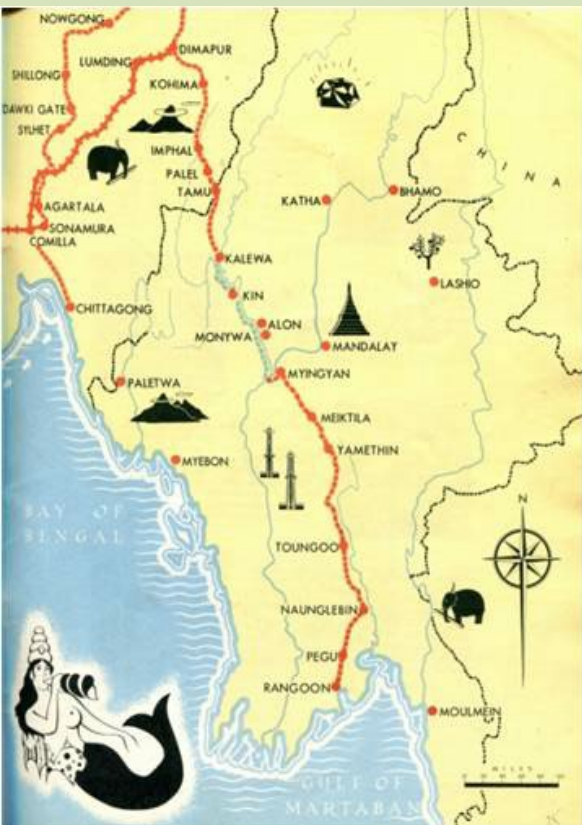 NOWGONG
LUMDING
DIMAPUR
SHILLONG
KOHIMA
DAWKI GATE
SYLHET
CHINA
IMPHAL
PALEL
TAMU
KATHA
BHAMO
AGARTALA
SONAMURA
COMILLA
KALEWA
LASHIO
KIN
CHITTAGONG
ALON
MONYWA
MANDALAY
MYINGYAN
PALETWA
MEIKTILA
YAMETHIN
MYEBON
N
BAY OF
BENGAL
TOUNGOO
NAUNGLEBIN
PEGU
RANGOON
MOULMEIN
MILES
GULF OF
MARTABAN